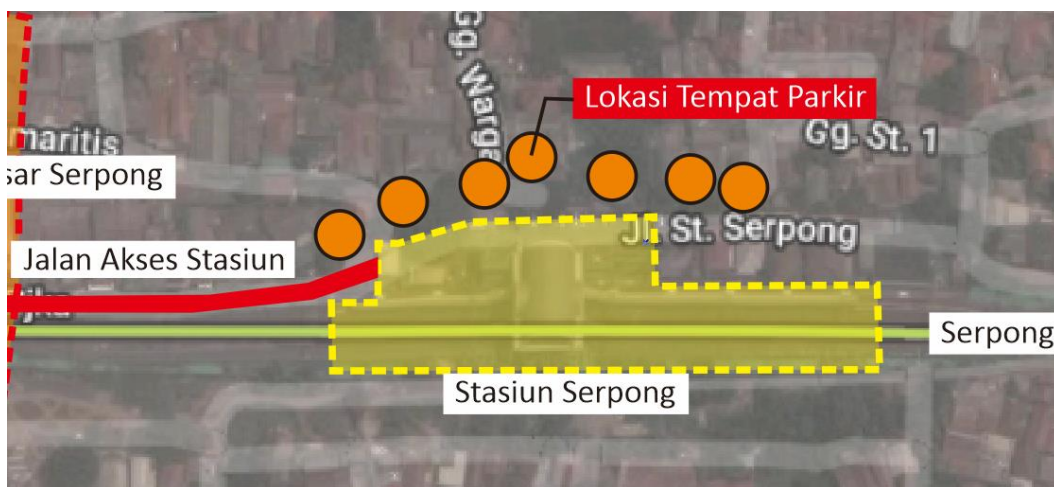 Gg. Warga
Lokasi Tempat Parkir
maritis
Gg. St. 1
sar Serpong
Jl. St. Serpong
Jalan Akses Stasiun
Serpong
Stasiun Serpong